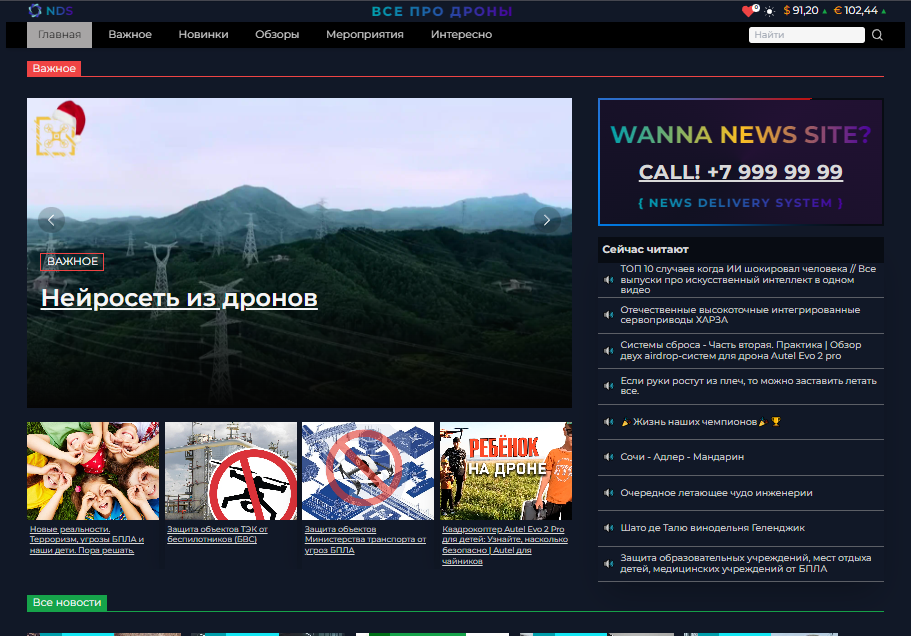 NDS
ВСЕ ПРО ДРОНЫ
0
$ 91,20 ▲ € 102,44 ▲
Главная
Важное
Новинки
Обзоры
Мероприятия
Интересно
Найти
Важное
ВАЖНОЕ
Нейросеть из дронов
Новые реальности.
Терроризм, угрозы БПЛА и
наши дети. Пора решать.
Защита объектов ТЭК от
беспилотников (БВС)
Защита объектов
Министерства транспорта от
угроз БПЛА
РЕБЁНОК
НА ДРОНЕ
Квадрокоптер Autel Evo 2 Pro
для детей: Узнайте, насколько
безопасно | Autel для
чайников
WANNA NEWS SITE?
CALL! +7 999 99 99
{ NEWS DELIVERY SYSTEM }
Сейчас читают
ТОП 10 случаев когда ИИ шокировал человека // Все
выпуски про искусственный интеллект в одном
видео
Отечественные высокоточные интегрированные
сервоприводы ХАРЗА
Системы сброса - Часть вторая. Практика | Обзор
двух airdrop-систем для дрона Autel Evo 2 pro
Если руки ростут из плеч, то можно заставить летать
все.
🎉 Жизнь наших чемпионов🎉 🏆
Сочи - Адлер - Мандарин
Очередное летающее чудо инженерии
Шато де Талю винодельня Геленджик
Защита образовательных учреждений, мест отдыха
детей, медицинских учреждений от БПЛА
Все новости